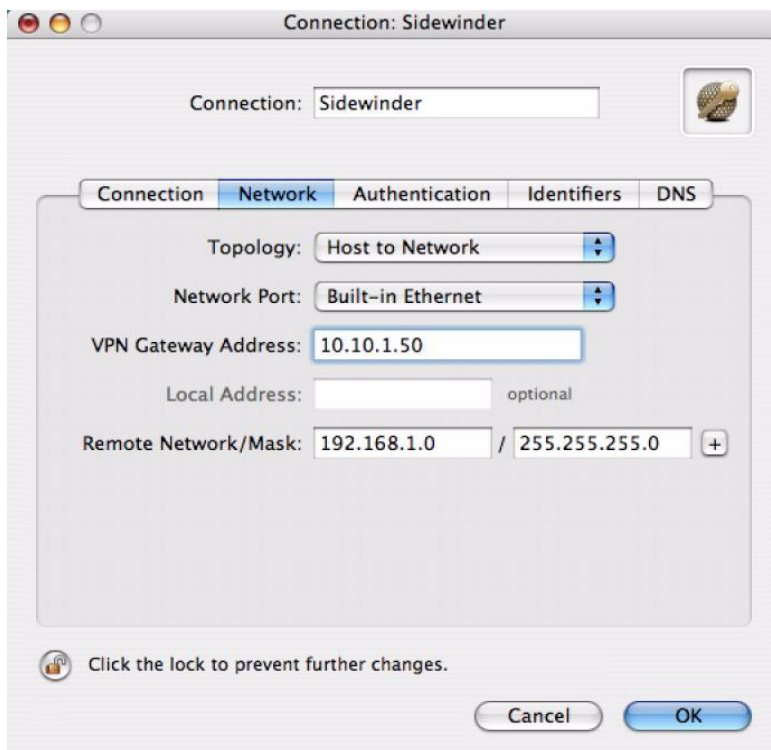 Connection: Sidewinder
Connection: Sidewinder
Connection Network Authentication Identifiers DNS
Topology: Host to Network
Network Port: Built-in Ethernet
VPN Gateway Address: 10.10.1.50
Local Address: optional
Remote Network/Mask: 192.168.1.0 / 255.255.255.0 +
Click the lock to prevent further changes.
Cancel OK